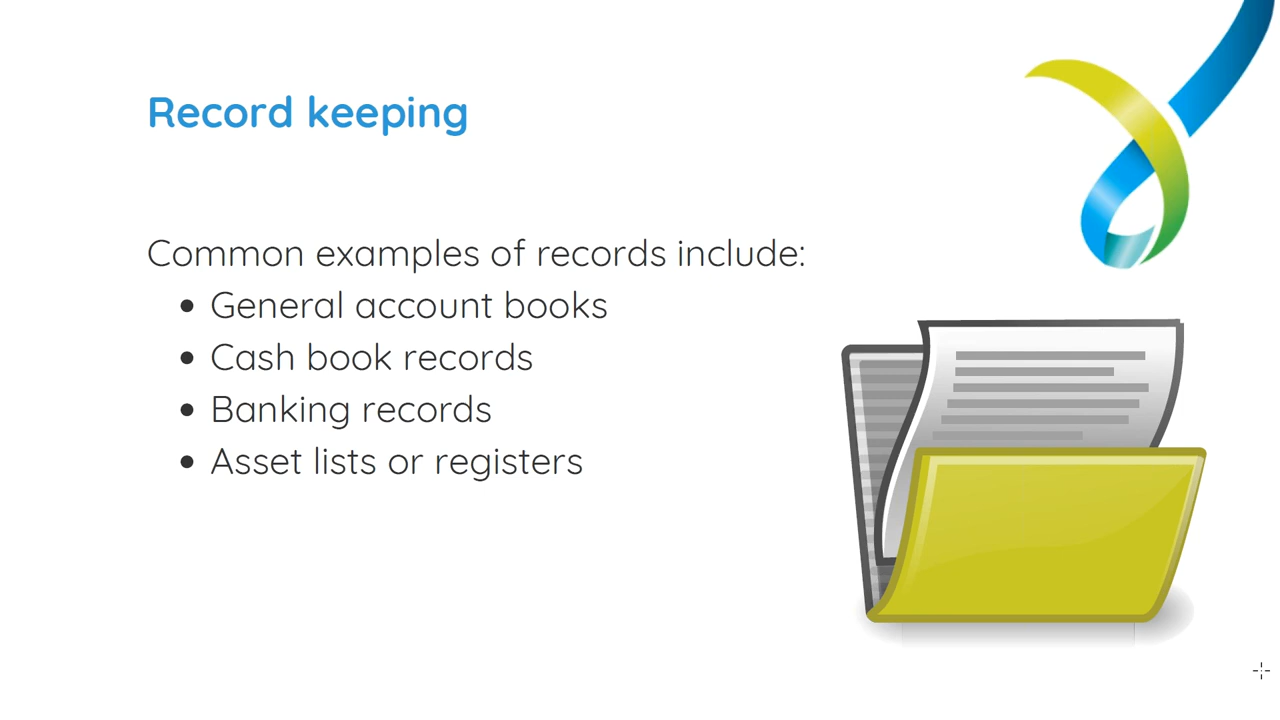 Record keeping
Common examples of records include:
• General account books
• Cash book records
• Banking records
• Asset lists or registers